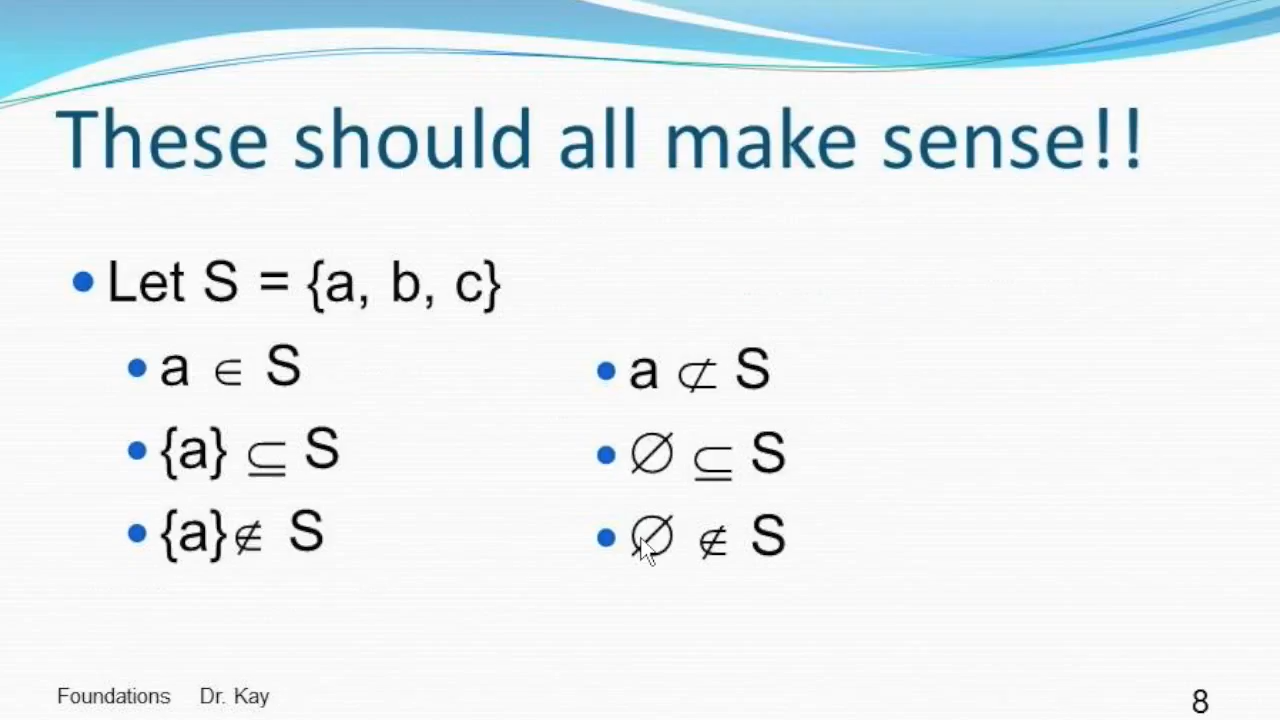 These should all make sense!!
• Let S = {a, b, c}
• a ∈ S
• {a} ⊆ S
• {a}∉ S
• a ⊄ S
• ∅ ⊆ S
• ∅ ∉ S
Foundations Dr. Kay
8